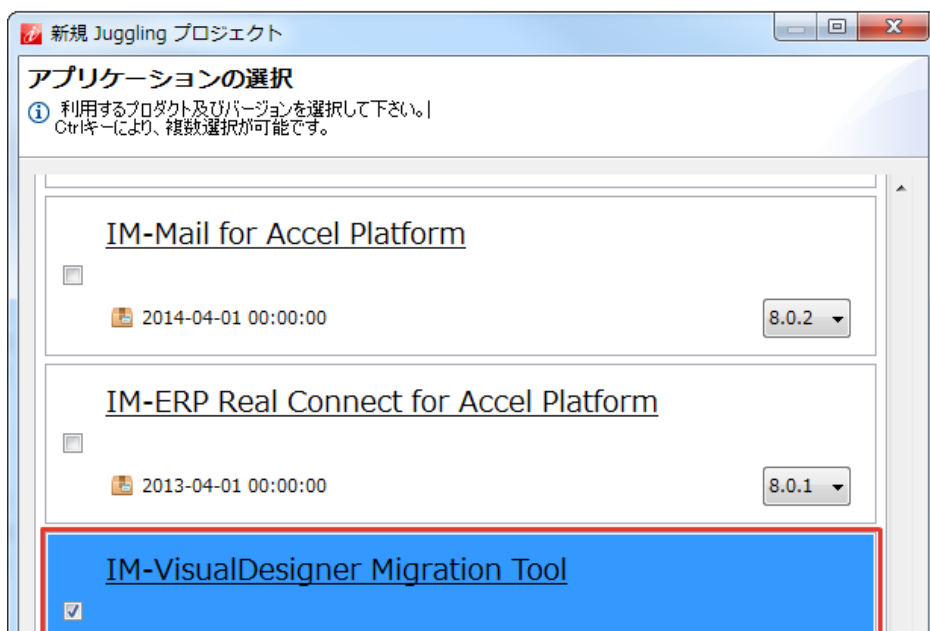 新規 Juggling プロジェクト
アプリケーションの選択
利用するプロダクト及びバージョンを選択して下さい。
Ctrlキーにより、複数選択が可能です。
IM-Mail for Accel Platform
2014-04-01 00:00:00
8.0.2
IM-ERP Real Connect for Accel Platform
2013-04-01 00:00:00
8.0.1
IM-VisualDesigner Migration Tool